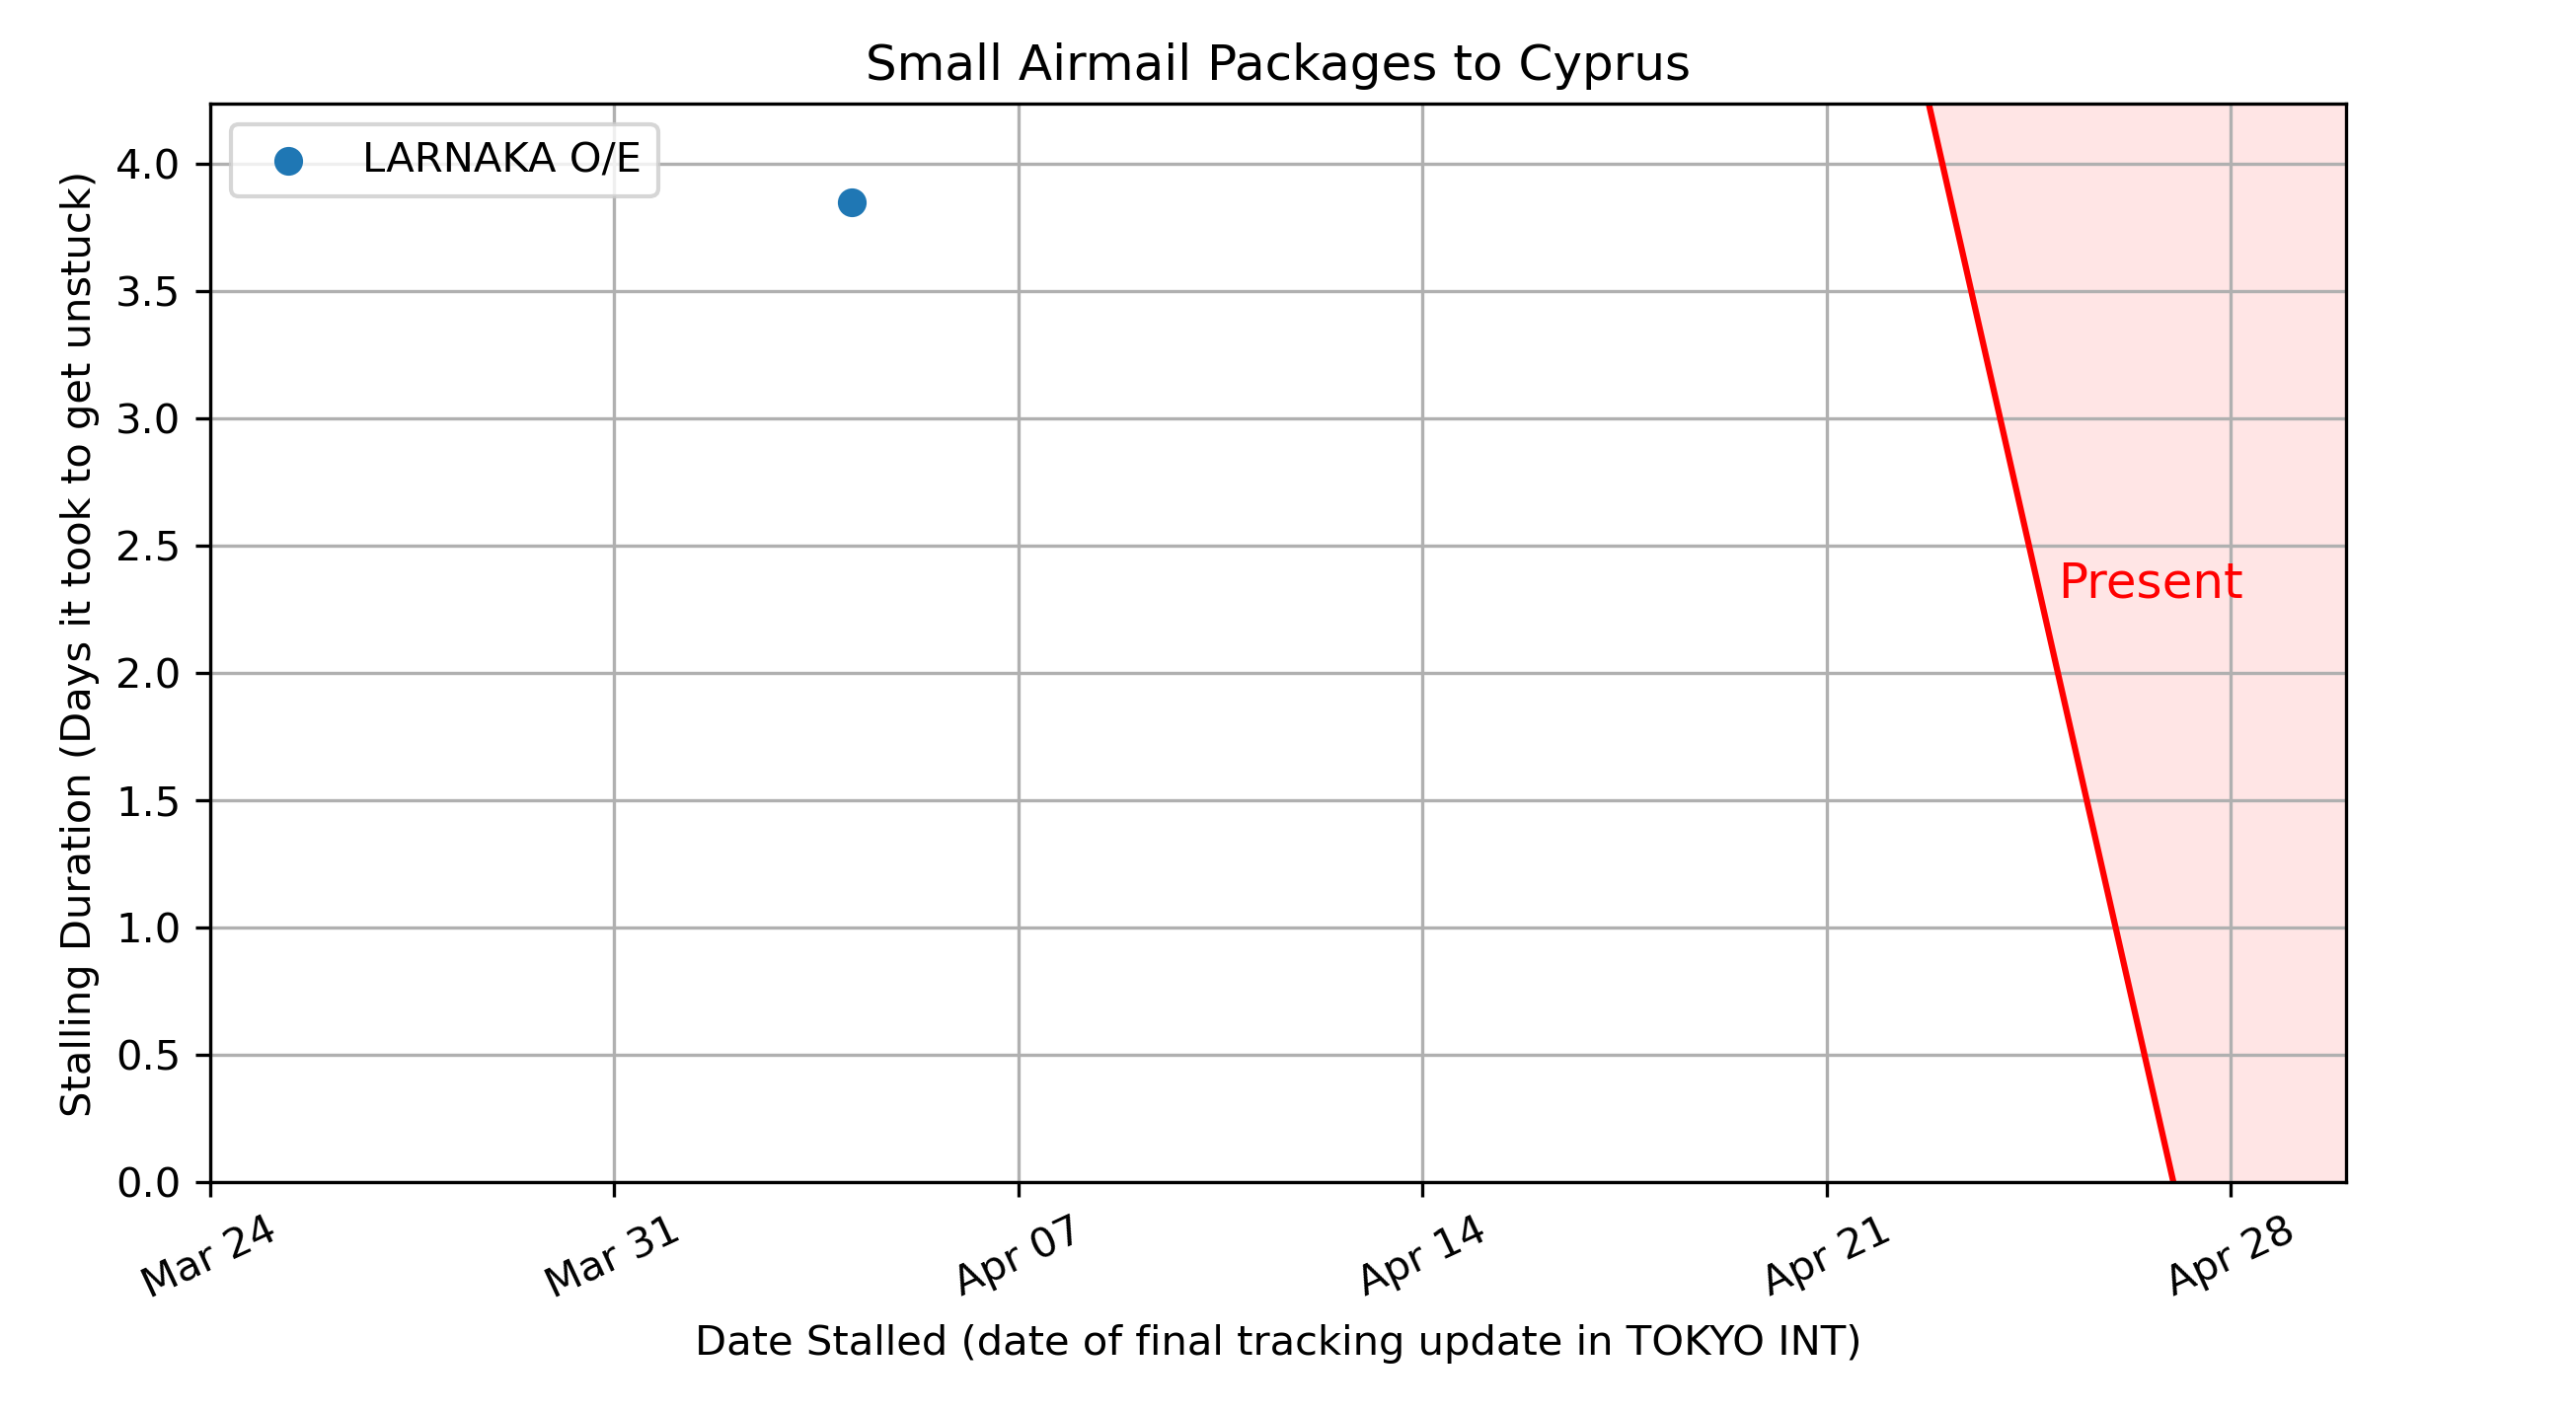 Small Airmail Packages to Cyprus
LARNAKA O/E
Present
Stalling Duration (Days it took to get unstuck)
4.0
3.5
3.0
2.5
2.0
1.5
1.0
0.5
0.0
Mar 24
Mar 31
Apr 07
Apr 14
Apr 21
Apr 28
Date Stalled (date of final tracking update in TOKYO INT)